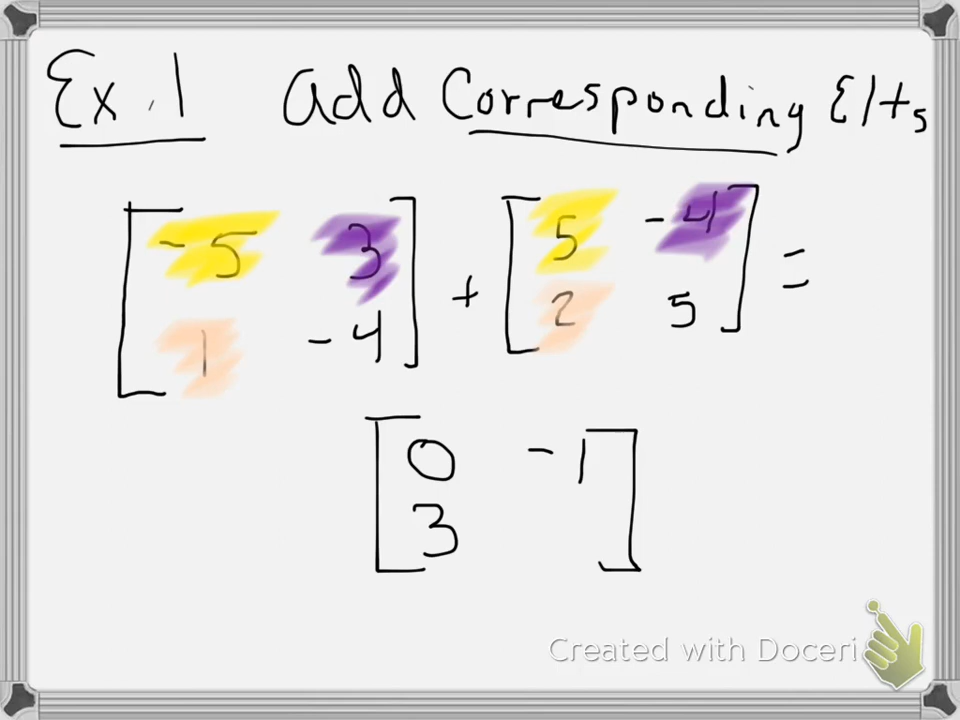 Ex. 1 Add Corresponding Elts
[-5 3] + [5 -4] =
[1 -4] [2 5]
[0 -1]
[3 ]
Created with Doceri